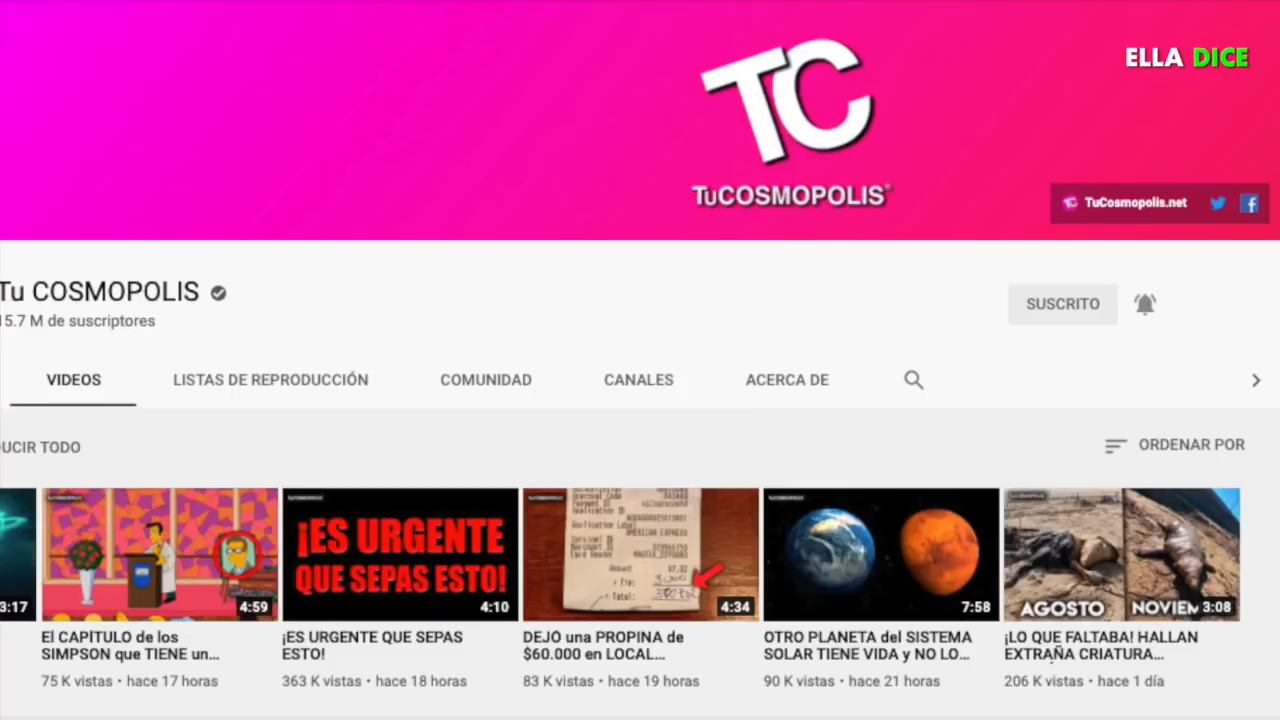 ELLA DICE
TC
TuCOSMOPOLIS
TuCosmopolis.net
Tu COSMOPOLIS
15.7 M de suscriptores
SUSCRITO
VIDEOS
LISTAS DE REPRODUCCIÓN
COMUNIDAD
CANALES
ACERCA DE
UCIR TODO
ORDENAR POR
3:17
4:59
¡ES URGENTE
QUE SEPAS ESTO!
4:10
AMERICAN EXPRESS
Amount
+ Tip:
= Total:
4:34
7:58
AGOSTO
NOVIEM
3:08
El CAPÍTULO de los
SIMPSON que TIENE un...
75 K vistas • hace 17 horas
¡ES URGENTE QUE SEPAS
ESTO!
363 K vistas • hace 18 horas
DEJÓ una PROPINA de
$60.000 en LOCAL...
83 K vistas • hace 19 horas
OTRO PLANETA del SISTEMA
SOLAR TIENE VIDA y NO LO...
90 K vistas • hace 21 horas
¡LO QUE FALTABA! HALLAN
EXTRAÑA CRIATURA...
206 K vistas • hace 1 día